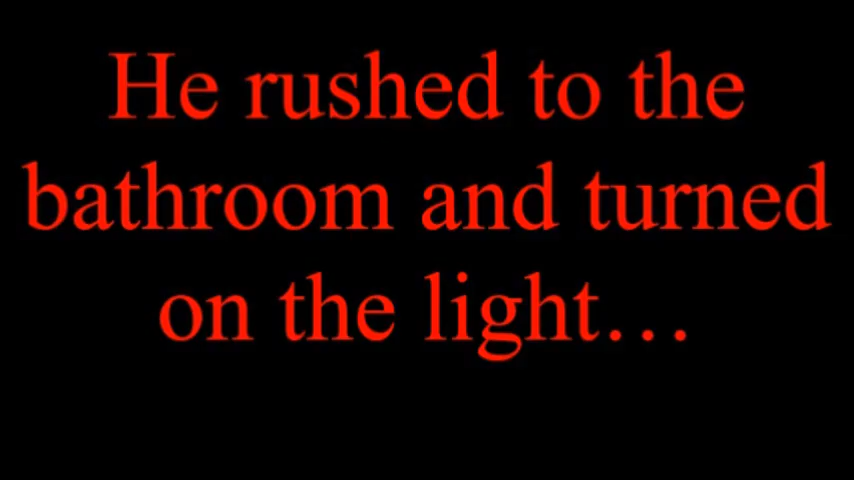 He rushed to the
bathroom and turned
on the light…